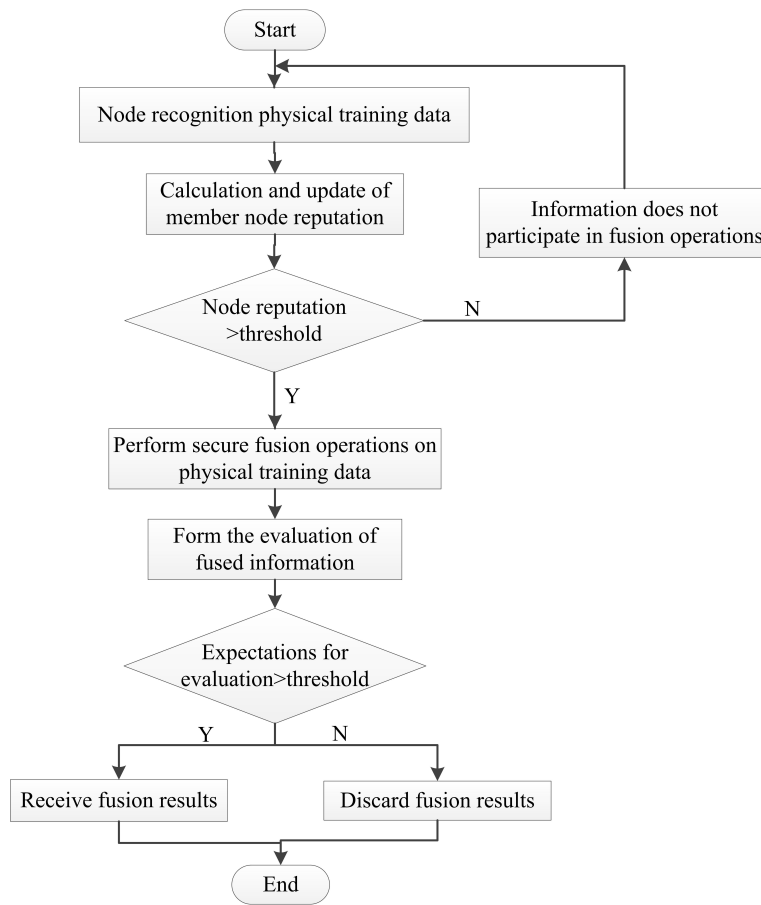 Start
Node recognition physical training data
Calculation and update of
member node reputation
Information does not
participate in fusion operations
Node reputation
>threshold
N
Y
Perform secure fusion operations on
physical training data
Form the evaluation of
fused information
Expectations for
evaluation>threshold
Y
N
Receive fusion results
Discard fusion results
End